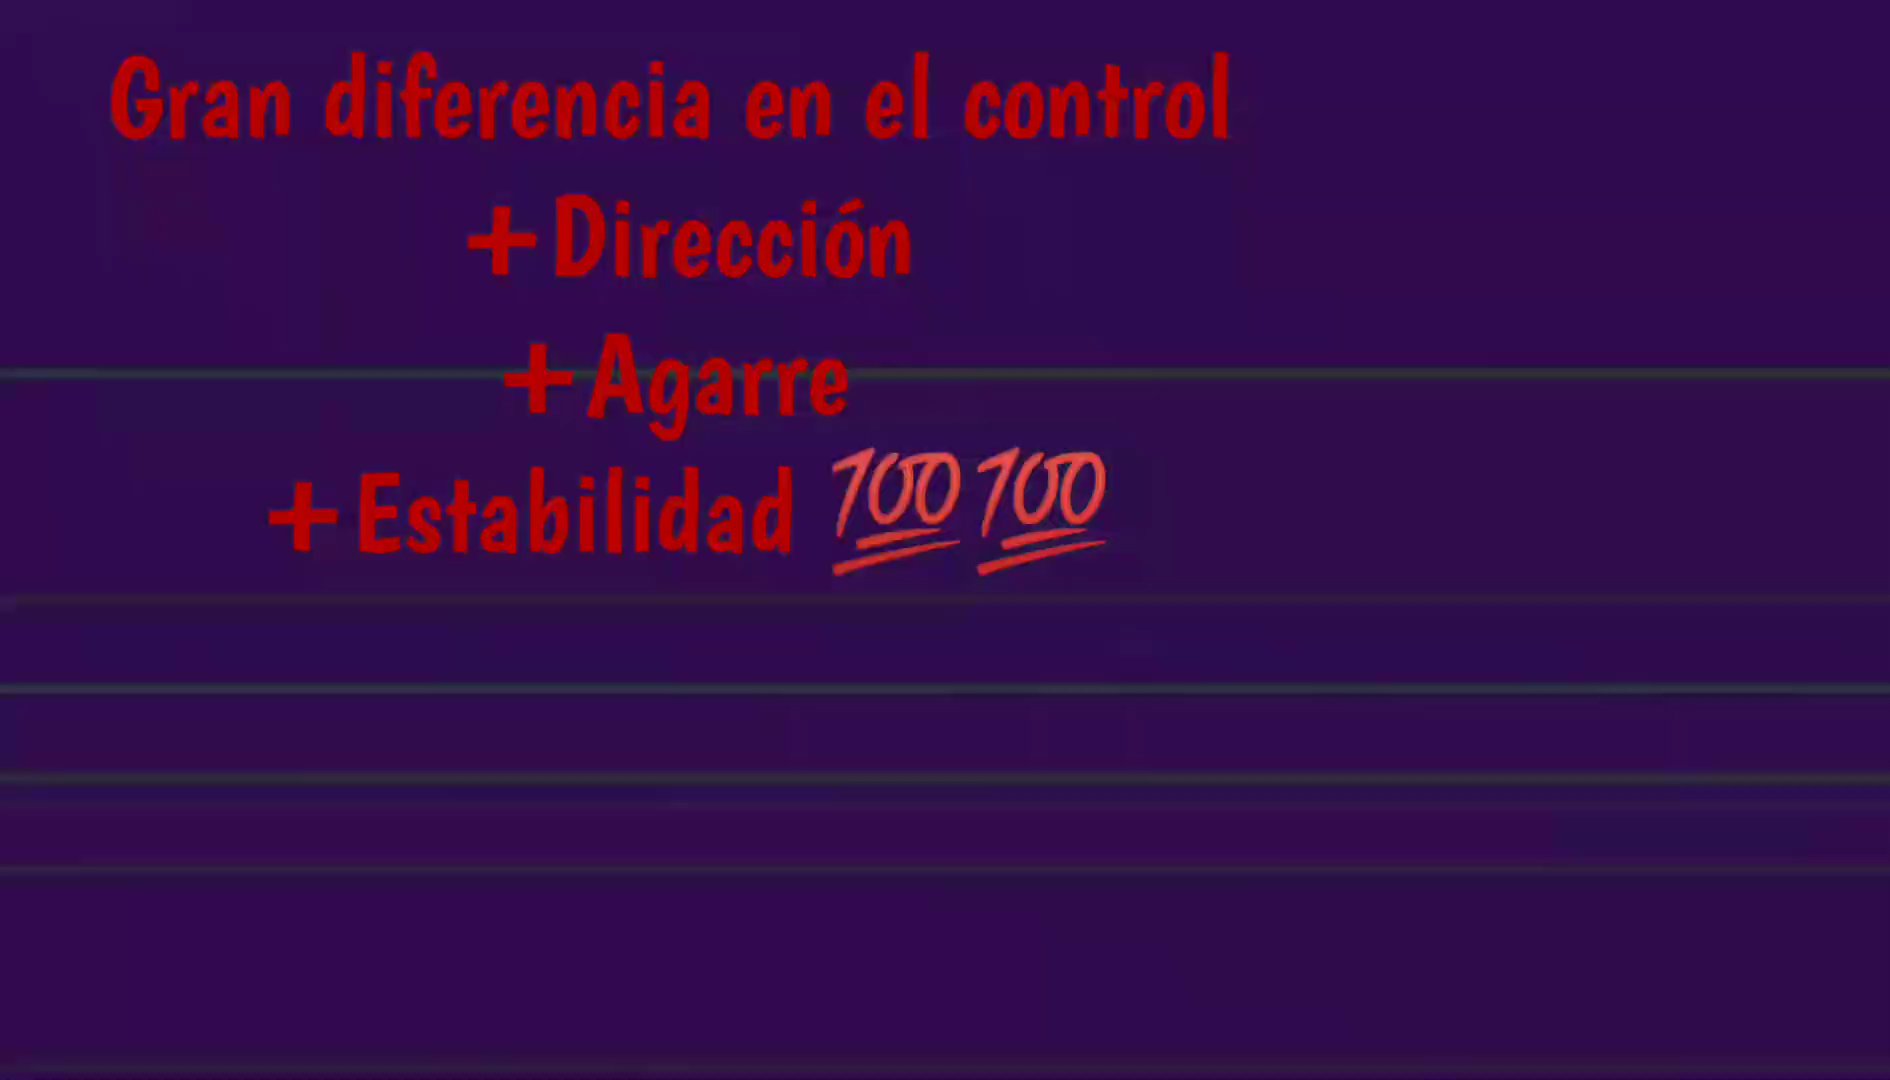 Gran diferencia en el control
+Dirección
+Agarre
+Estabilidad 💯💯